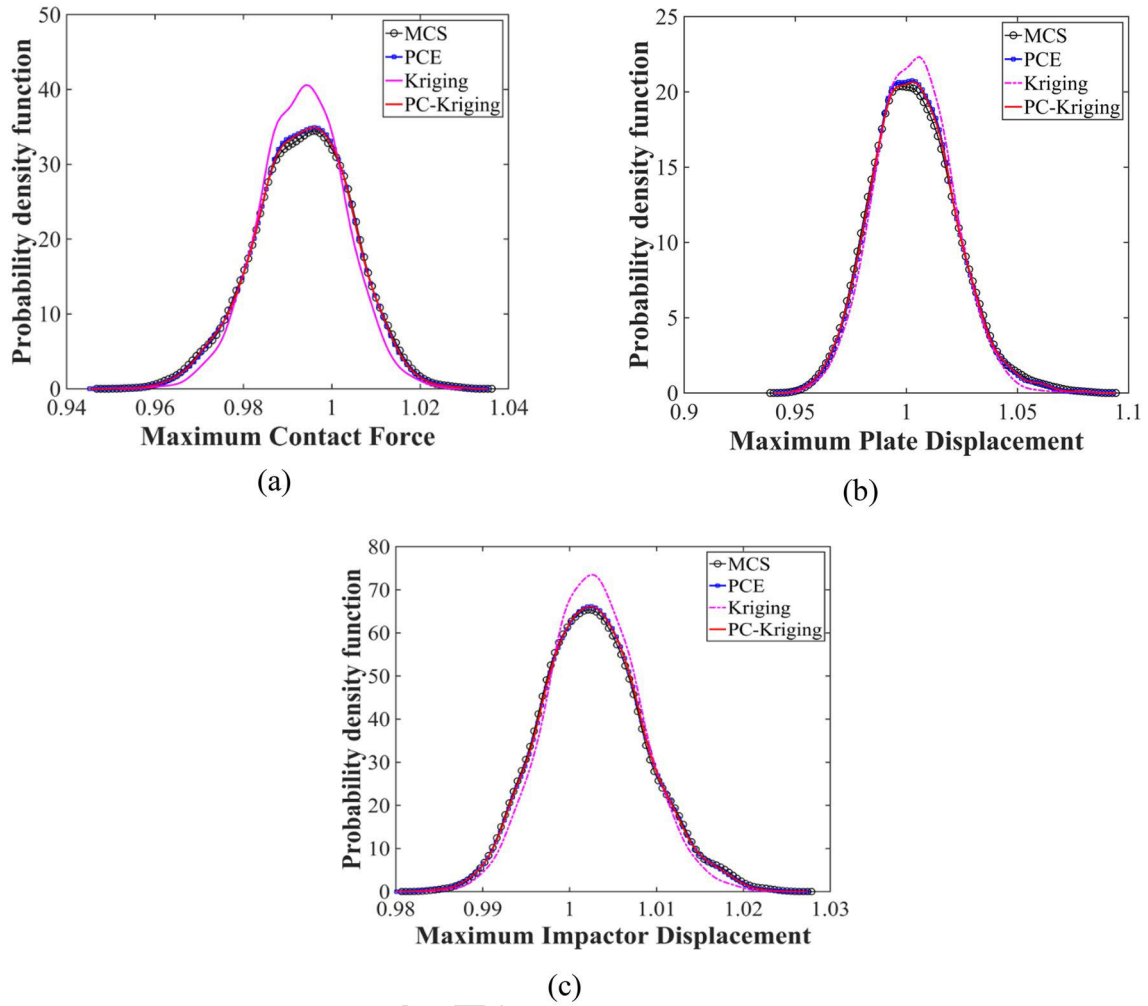 50
40
30
20
10
0
0.94
0.96
0.98
1
1.02
1.04
Probability density function
Maximum Contact Force
MCS
PCE
Kriging
PC-Kriging
(a)
25
20
15
10
5
0
0.9
0.95
1
1.05
1.1
Probability density function
Maximum Plate Displacement
MCS
PCE
Kriging
PC-Kriging
(b)
80
70
60
50
40
30
20
10
0
0.98
0.99
1
1.01
1.02
1.03
Probability density function
Maximum Impactor Displacement
MCS
PCE
Kriging
PC-Kriging
(c)